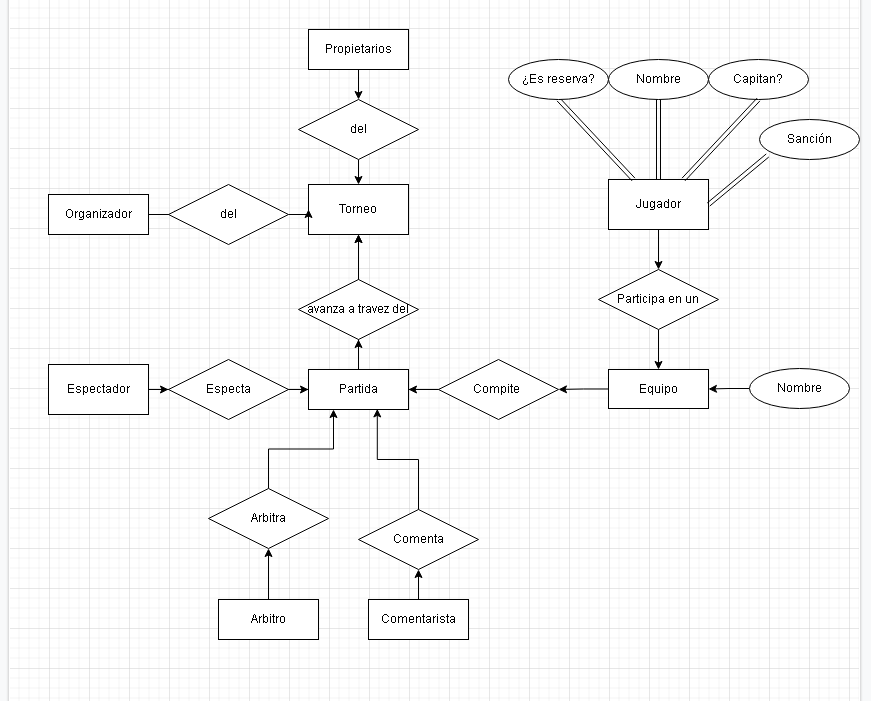 Propietarios
¿Es reserva?
Nombre
Capitan?
del
Sanción
Organizador
del
Torneo
Jugador
avanza a travez del
Participa en un
Espectador
Especta
Partida
Compite
Equipo
Nombre
Arbitra
Comenta
Arbitro
Comentarista